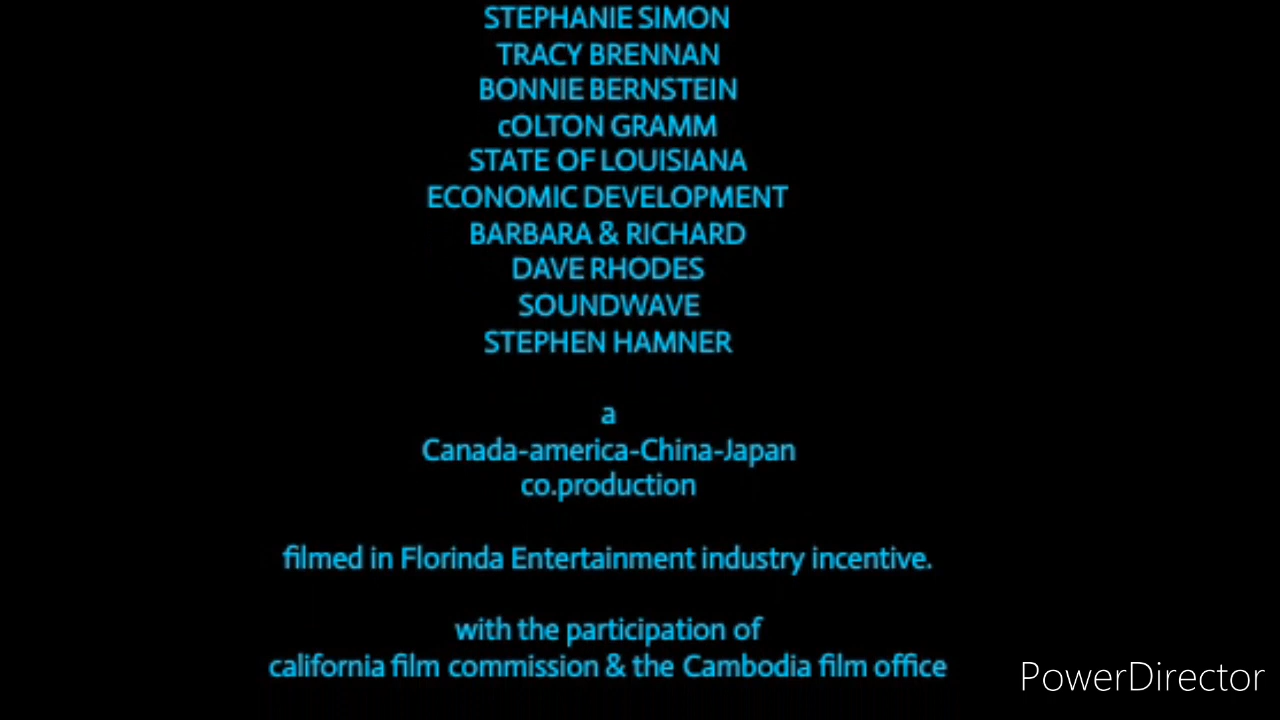 STEPHANIE SIMON
TRACY BRENNAN
BONNIE BERNSTEIN
cOLTON GRAMM
STATE OF LOUISIANA
ECONOMIC DEVELOPMENT
BARBARA & RICHARD
DAVE RHODES
SOUNDWAVE
STEPHEN HAMNER
a
Canada-america-China-Japan
co.production
filmed in Florinda Entertainment industry incentive.
with the participation of
california film commission & the Cambodia film office
PowerDirector